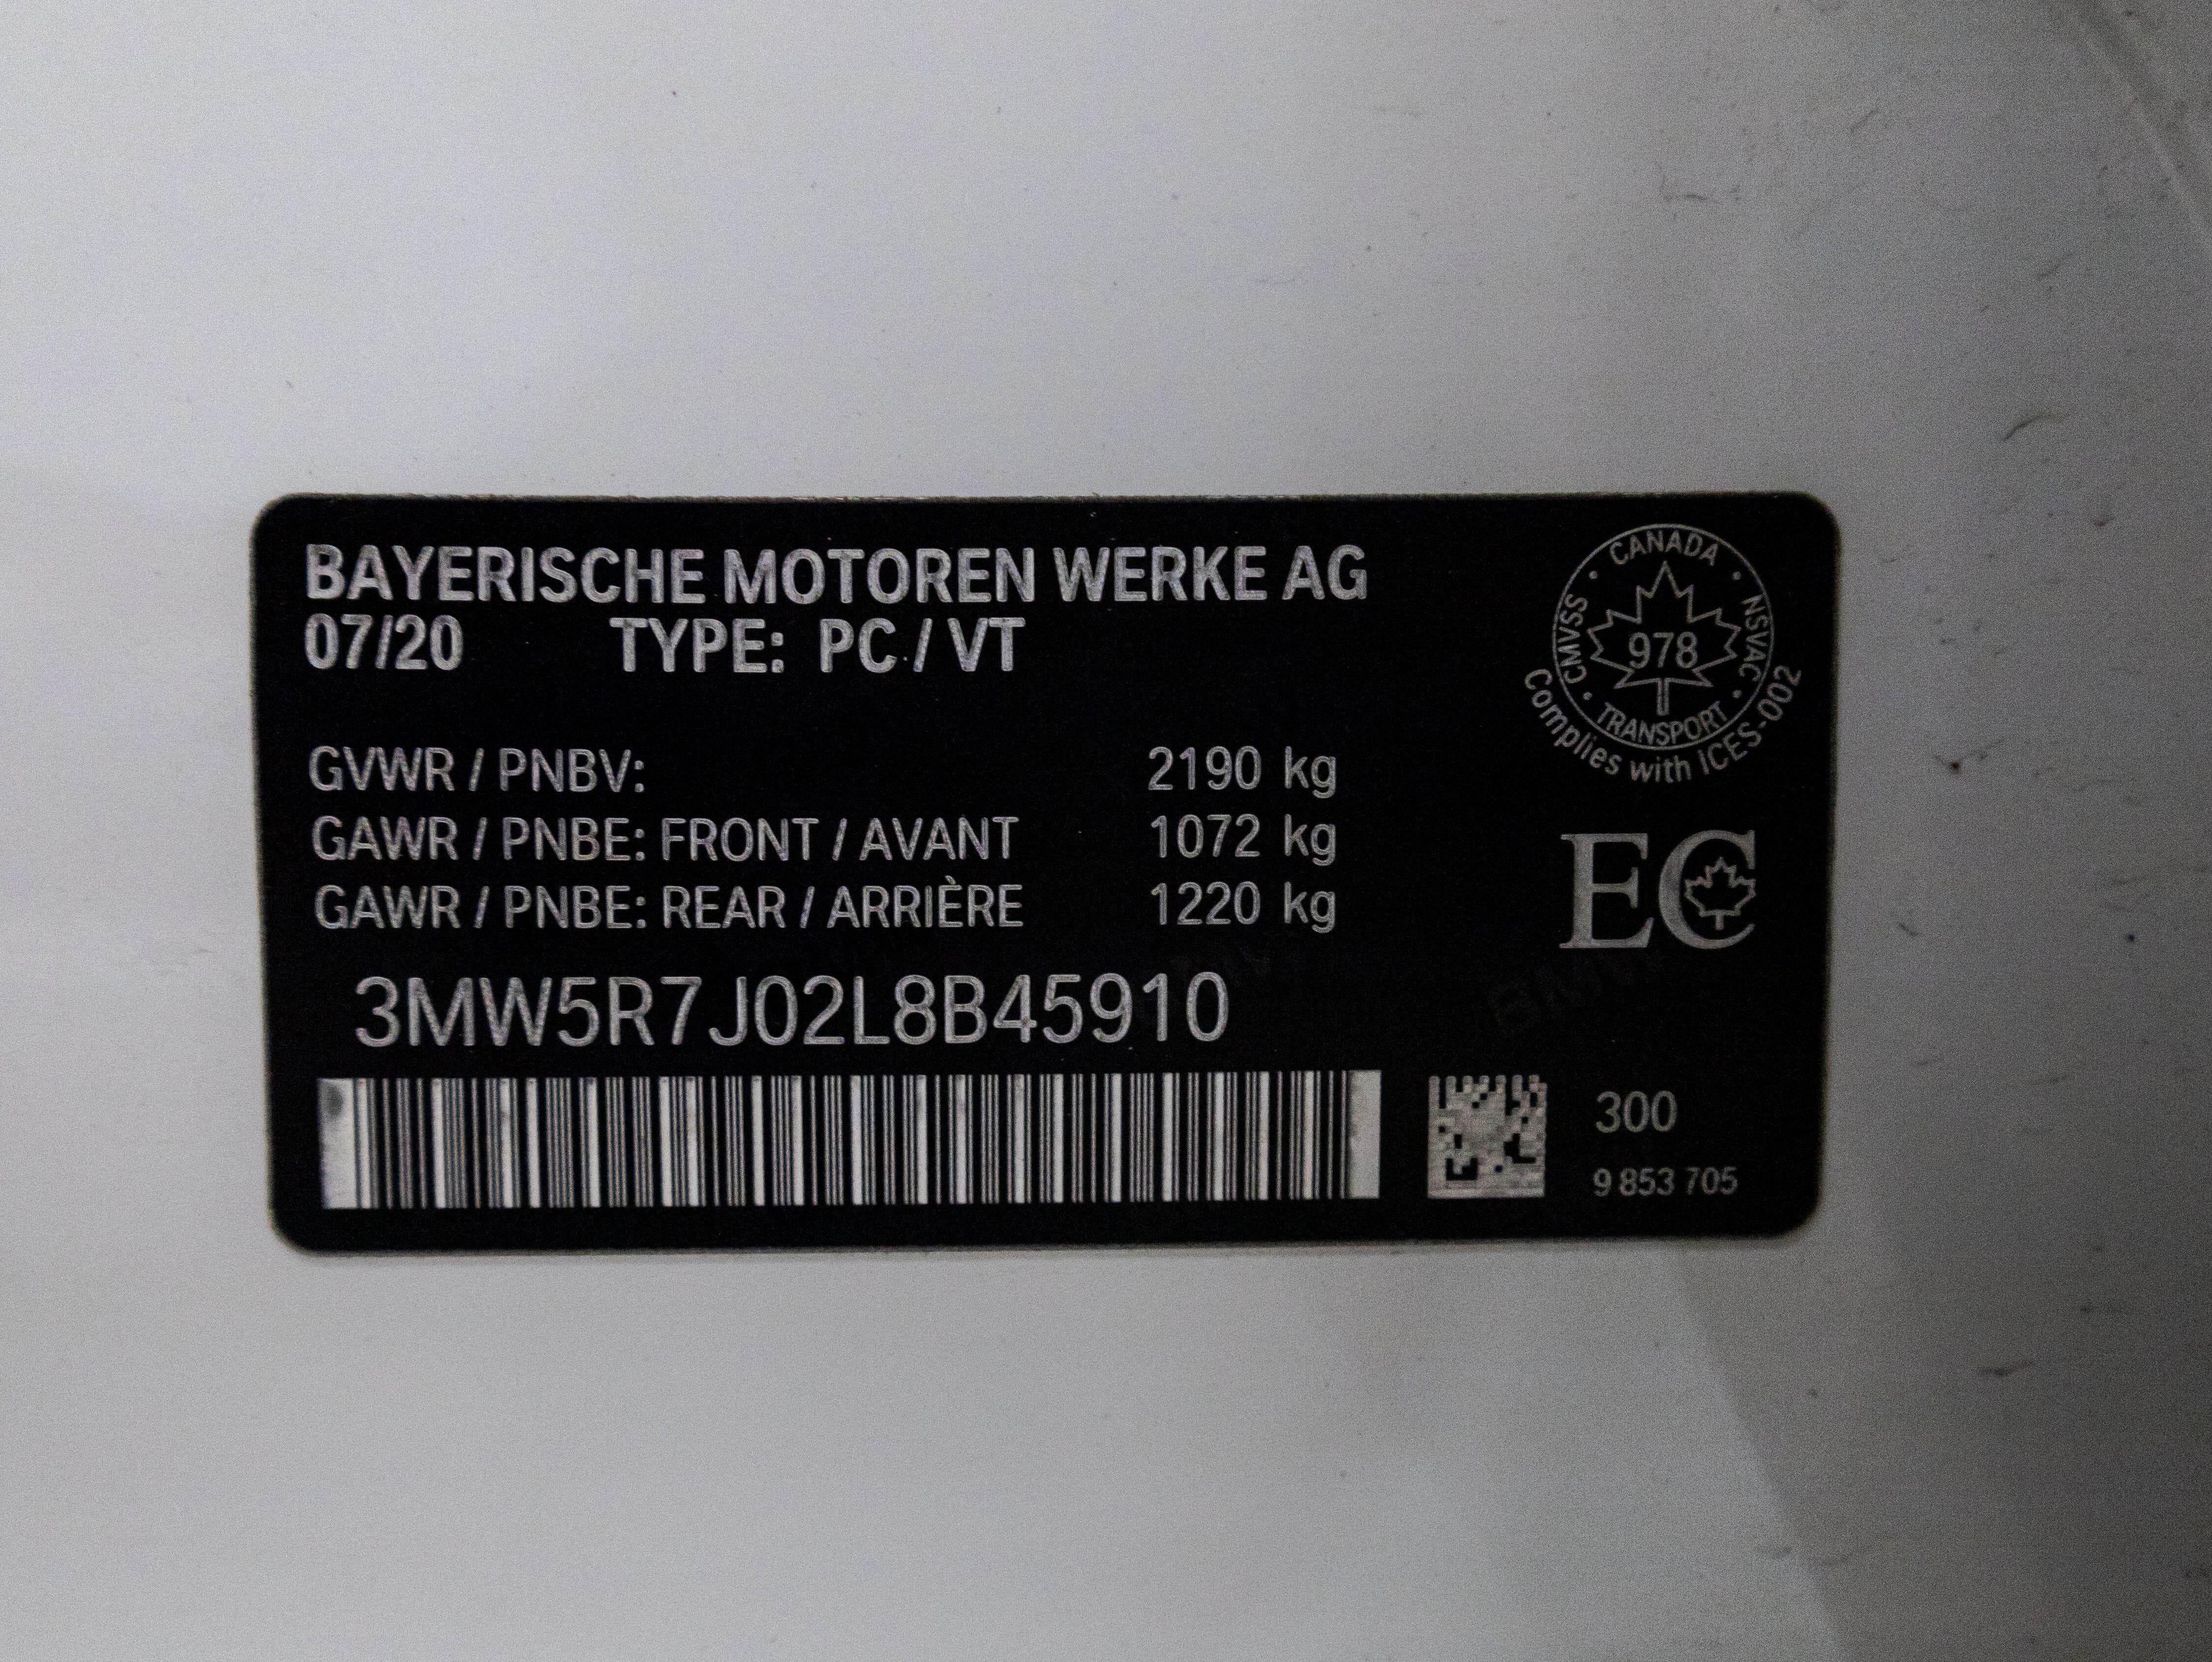 BAYERISCHE MOTOREN WERKE AG
07/20 TYPE: PC / VT
GVWR / PNBV: 2190 kg
GAWR / PNBE: FRONT / AVANT 1072 kg
GAWR / PNBE: REAR / ARRIÈRE 1220 kg
3MW5R7J02L8B45910
CANADA
CMVSS
978
NSVAC
TRANSPORT
Complies with ICES-002
EC
300
9 853 705